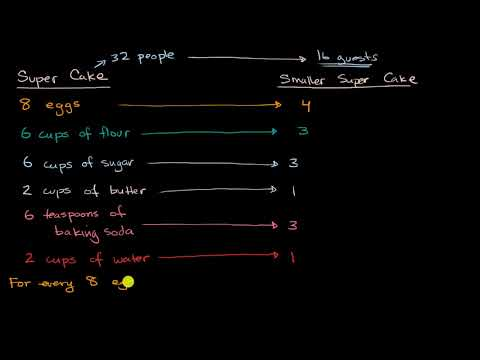 32 people 16 guests
Super Cake Smaller Super Cake
8 eggs 4
6 cups of flour 3
6 cups of sugar 3
2 cups of butter 1
6 teaspoons of
baking soda 3
2 cups of water 1
For every 8 eg